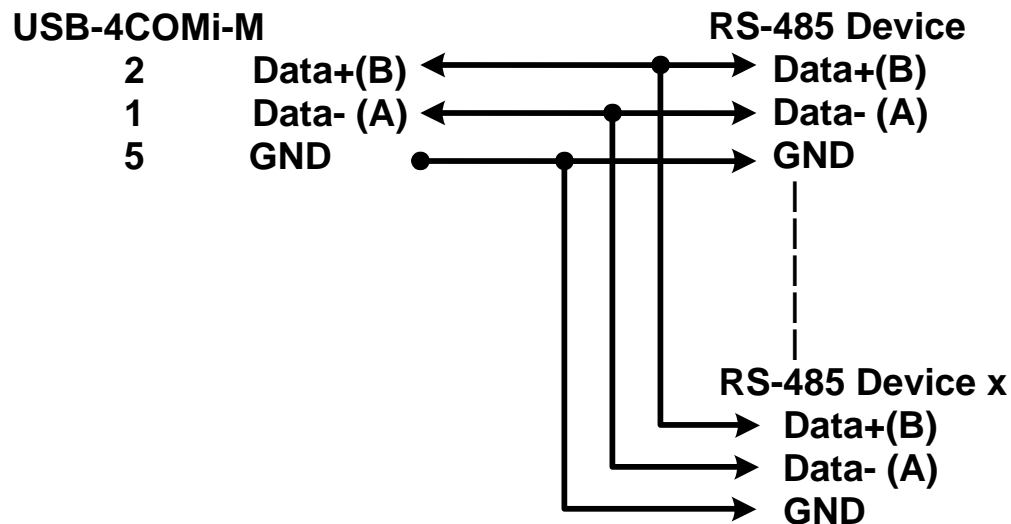 USB-4COMi-M RS-485 Device
2 Data+(B) Data+(B)
1 Data- (A) Data- (A)
5 GND GND
RS-485 Device x
Data+(B)
Data- (A)
GND